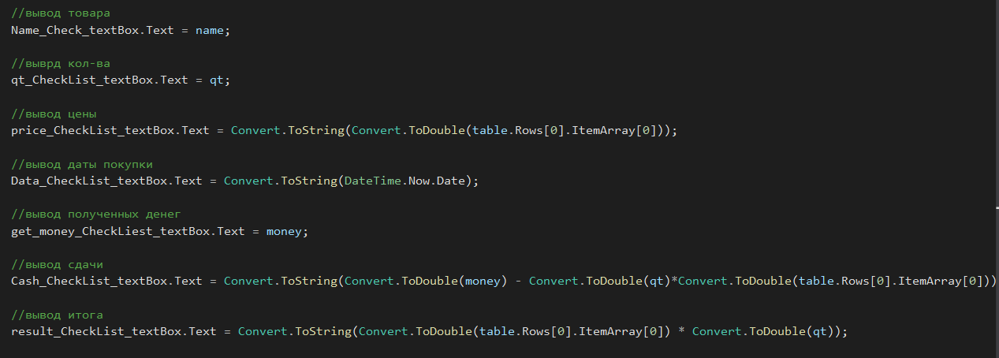 //вывод товара
Name_Check_textBox.Text = name;
//выврд кол-ва
qt_CheckList_textBox.Text = qt;
//вывод цены
price_CheckList_textBox.Text = Convert.ToString(Convert.ToDouble(table.Rows[0].ItemArray[0]));
//вывод даты покупки
Data_CheckList_textBox.Text = Convert.ToString(DateTime.Now.Date);
//вывод полученных денег
get_money_CheckLiest_textBox.Text = money;
//вывод сдачи
Cash_CheckList_textBox.Text = Convert.ToString(Convert.ToDouble(money) - Convert.ToDouble(qt)*Convert.ToDouble(table.Rows[0].ItemArray[0]))
//вывод итога
result_CheckList_textBox.Text = Convert.ToString(Convert.ToDouble(table.Rows[0].ItemArray[0]) * Convert.ToDouble(qt));